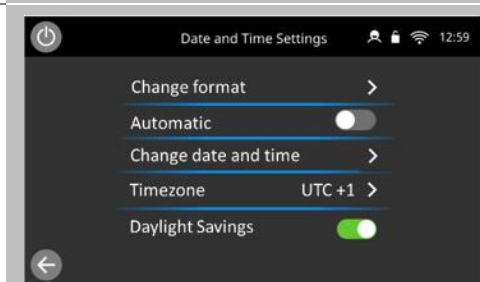 Date and Time Settings 12:59
Change format
Automatic
Change date and time
Timezone UTC +1
Daylight Savings